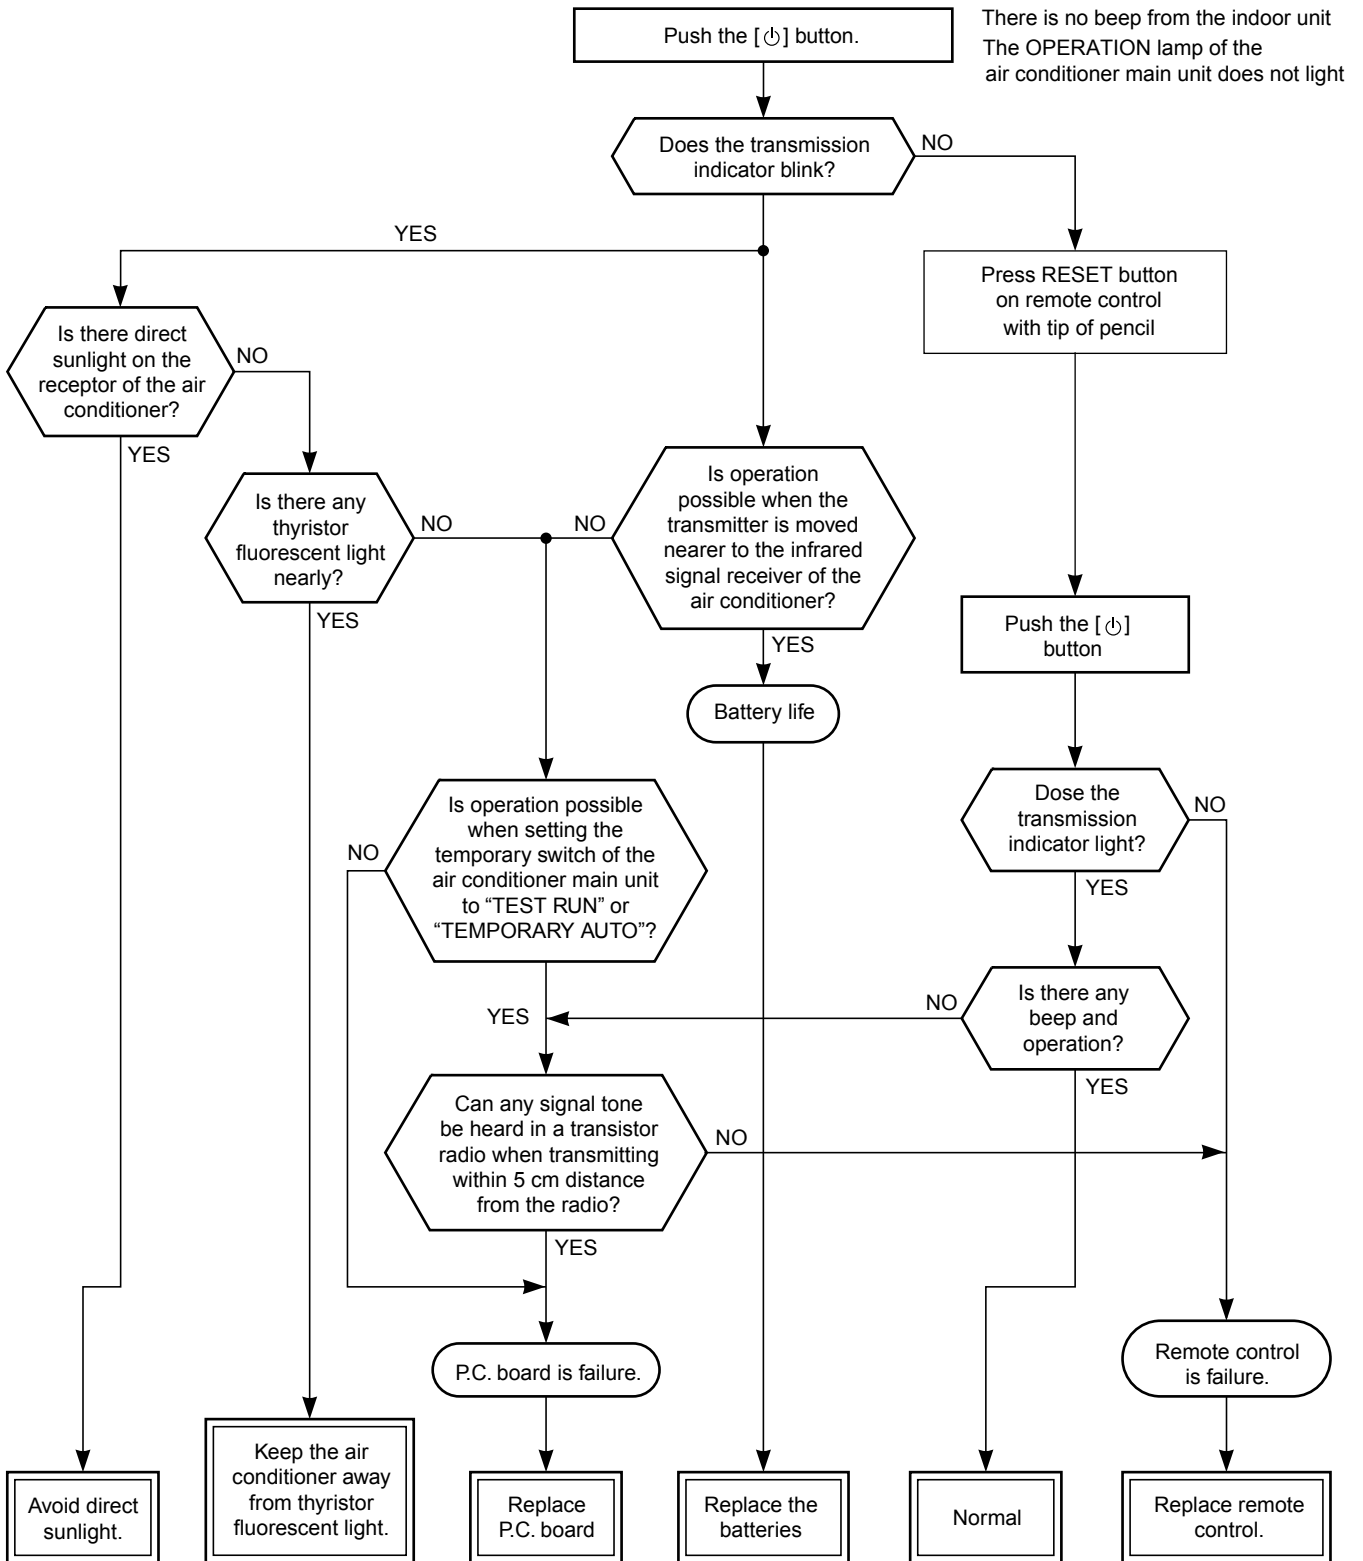 Push the [⏻] button.
There is no beep from the indoor unit
The OPERATION lamp of the
air conditioner main unit does not light
Does the transmission
indicator blink?
NO
YES
Press RESET button
on remote control
with tip of pencil
Is there direct
sunlight on the
receptor of the air
conditioner?
NO
YES
Is there any
thyristor
fluorescent light
nearly?
NO
YES
Is operation
possible when the
transmitter is moved
nearer to the infrared
signal receiver of the
air conditioner?
NO
YES
Battery life
Push the [⏻]
button
Is operation possible
when setting the
temporary switch of the
air conditioner main unit
to “TEST RUN” or
“TEMPORARY AUTO”?
NO
YES
Dose the
transmission
indicator light?
NO
YES
Is there any
beep and
operation?
NO
YES
Can any signal tone
be heard in a transistor
radio when transmitting
within 5 cm distance
from the radio?
NO
YES
P.C. board is failure.
Remote control
is failure.
Avoid direct
sunlight.
Keep the air
conditioner away
from thyristor
fluorescent light.
Replace
P.C. board
Replace the
batteries
Normal
Replace remote
control.